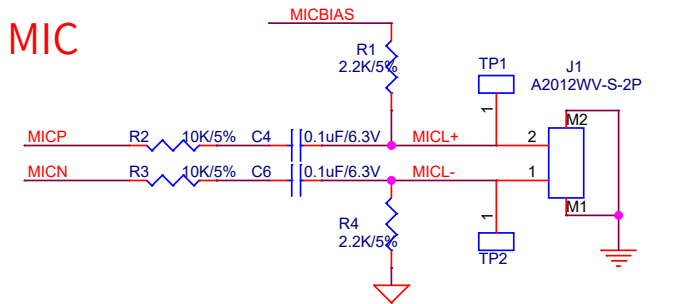 MICBIAS
MIC
R1
2.2K/5%
TP1
1
J1
A2012WV-S-2P
M2
MICP
R2
10K/5%
C4
0.1uF/6.3V
MICL+
2
MICN
R3
10K/5%
C6
0.1uF/6.3V
MICL-
1
M1
R4
2.2K/5%
1
TP2